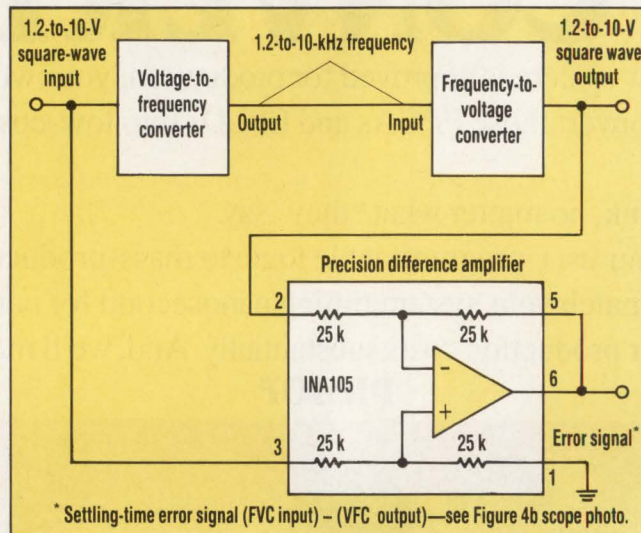 1.2-to-10-V
square-wave
input
Voltage-to-
frequency
converter
1.2-to-10-kHz frequency
Output
Input
Frequency-to-
voltage
converter
1.2-to-10-V
square wave
output
Precision difference amplifier
2
25 k
25 k
5
INA105
-
+
6
3
25 k
25 k
1
Error signal*
* Settling-time error signal (FVC input) – (VFC output)—see Figure 4b scope photo.